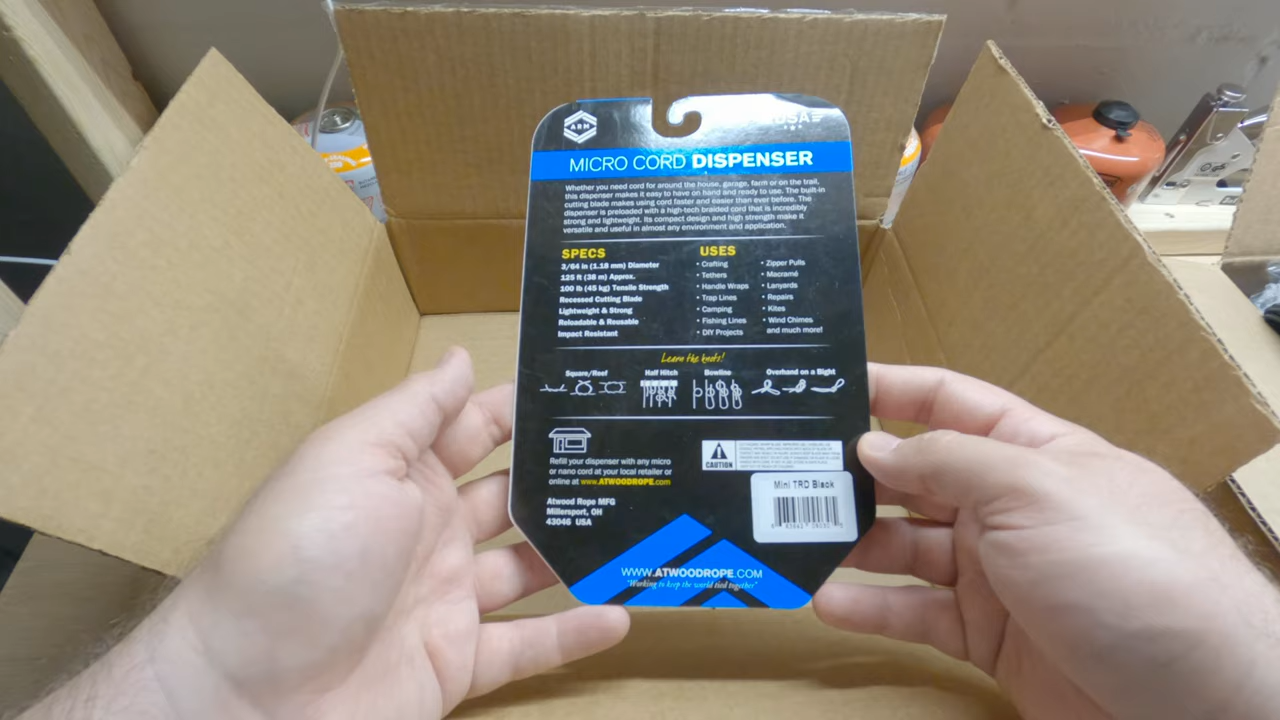 ARM
USA
MICRO CORD DISPENSER
Whether you need cord for around the house, garage, farm or on the trail,
this dispenser makes it easy to have on hand and ready to use. The built-in
cutting blade makes using cord faster and easier than ever before. The
dispenser is preloaded with a high-tech braided cord that is incredibly
strong and lightweight. Its compact design and high strength make it
versatile and useful in almost any environment and application.
SPECS
3/64 in (1.18 mm) Diameter
125 ft (38 m) Approx.
100 lb (45 kg) Tensile Strength
Recessed Cutting Blade
Lightweight & Strong
Reloadable & Reusable
Impact Resistant
USES
• Crafting
• Tethers
• Handle Wraps
• Trap Lines
• Camping
• Fishing Lines
• DIY Projects
• Zipper Pulls
• Macramé
• Lanyards
• Repairs
• Kites
• Wind Chimes
and much more!
Learn the knots!
Square/Reef
Half Hitch
Bowline
Overhand on a Bight
Refill your dispenser with any micro
or nano cord at your local retailer or
online at www.ATWOODROPE.com
Atwood Rope MFG
Millersport, OH
43046 USA
CAUTION
Mini TRD Black
WWW.ATWOODROPE.COM
"Working to keep the world tied together"